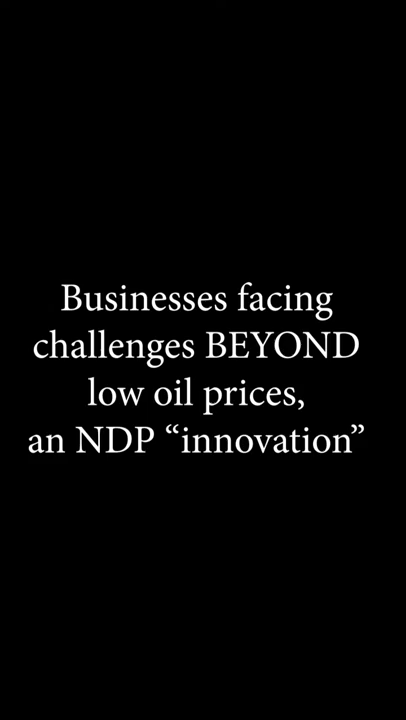 Businesses facing
challenges BEYOND
low oil prices,
an NDP “innovation”